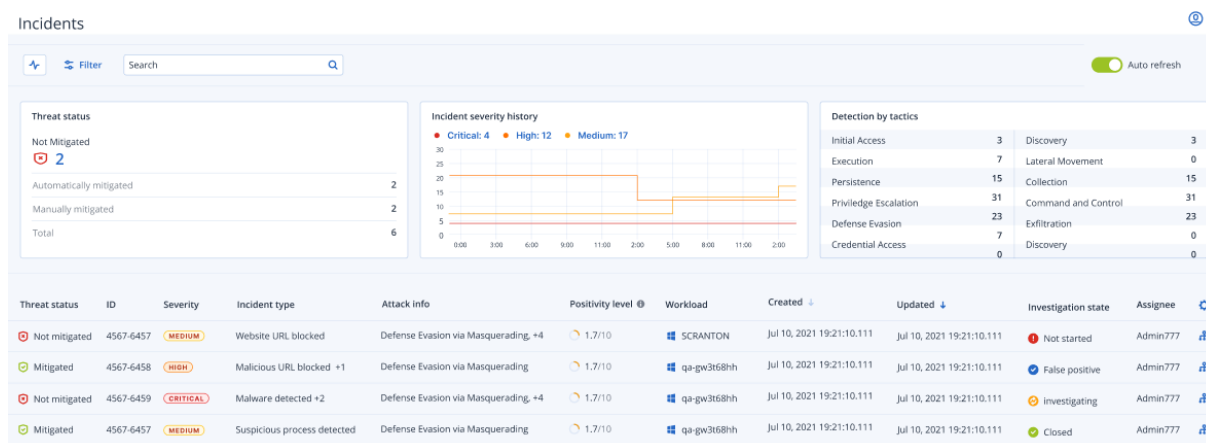 Incidents
Filter
Search
Auto refresh
Threat status
Not Mitigated
2
Automatically mitigated 2
Manually mitigated 2
Total 6
Incident severity history
Critical: 4 High: 12 Medium: 17
30
25
20
15
10
5
0
0:00 3:00 6:00 9:00 11:00 2:00 5:00 8:00 11:00 2:00
Detection by tactics
Initial Access 3 Discovery 3
Execution 7 Lateral Movement 0
Persistence 15 Collection 15
Priviledge Escalation 31 Command and Control 31
Defense Evasion 23 Exfiltration 23
7 0
Credential Access Discovery
0 0
Threat status ID Severity Incident type Attack info Positivity level Workload Created Updated Investigation state Assignee
Not mitigated 4567-6457 MEDIUM Website URL blocked Defense Evasion via Masquerading, +4 1.7/10 SCRANTON Jul 10, 2021 19:21:10.111 Jul 10, 2021 19:21:10.111 Not started Admin777
Mitigated 4567-6458 HIGH Malicious URL blocked +1 Defense Evasion via Masquerading 1.7/10 qa-gw3t68hh Jul 10, 2021 19:21:10.111 Jul 10, 2021 19:21:10.111 False positive Admin777
Not mitigated 4567-6459 CRITICAL Malware detected +2 Defense Evasion via Masquerading, +4 1.7/10 qa-gw3t68hh Jul 10, 2021 19:21:10.111 Jul 10, 2021 19:21:10.111 investigating Admin777
Mitigated 4567-6457 MEDIUM Suspicious process detected Defense Evasion via Masquerading 1.7/10 qa-gw3t68hh Jul 10, 2021 19:21:10.111 Jul 10, 2021 19:21:10.111 Closed Admin777